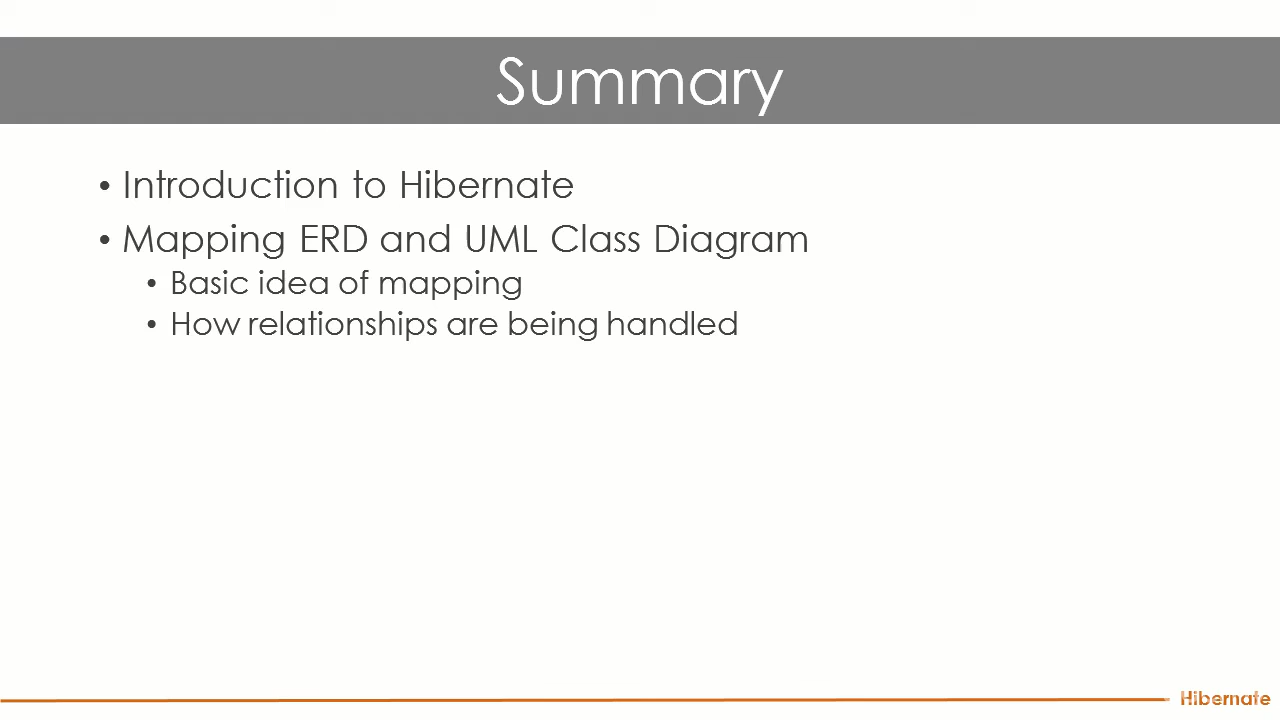 Summary
• Introduction to Hibernate
• Mapping ERD and UML Class Diagram
• Basic idea of mapping
• How relationships are being handled
Hibernate